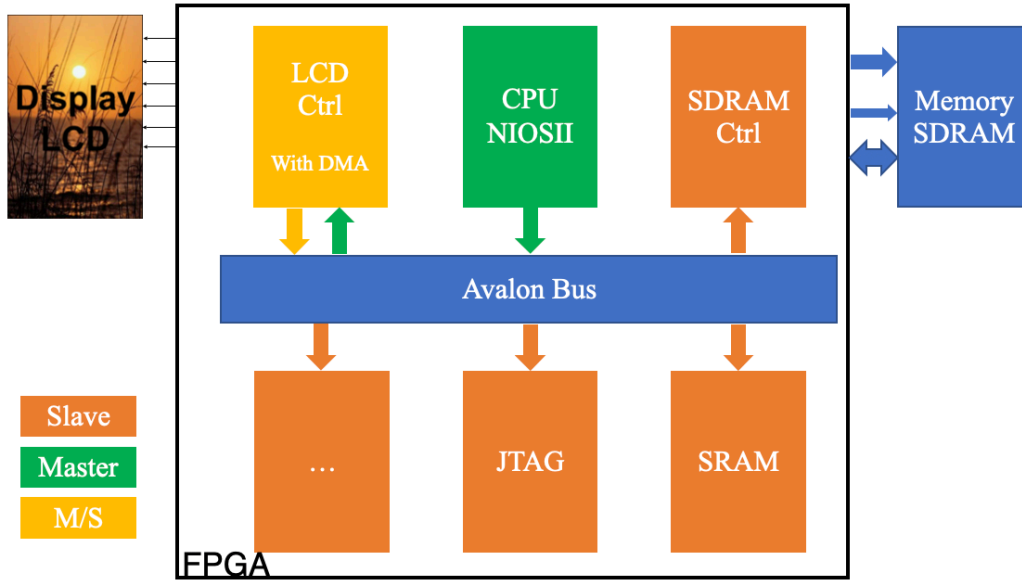 Display
LCD
LCD
Ctrl
With DMA
CPU
NIOSII
SDRAM
Ctrl
Memory
SDRAM
Avalon Bus
Slave
Master
M/S
…
JTAG
SRAM
FPGA